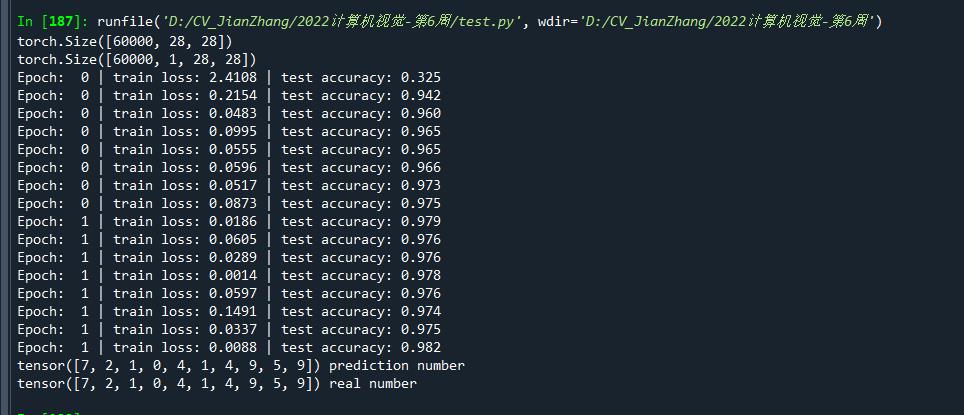 In [187]: runfile('D:/CV_JianZhang/2022计算机视觉-第6周/test.py', wdir='D:/CV_JianZhang/2022计算机视觉-第6周')
torch.Size([60000, 28, 28])
torch.Size([60000, 1, 28, 28])
Epoch:  0 | train loss: 2.4108 | test accuracy: 0.325
Epoch:  0 | train loss: 0.2154 | test accuracy: 0.942
Epoch:  0 | train loss: 0.0483 | test accuracy: 0.960
Epoch:  0 | train loss: 0.0995 | test accuracy: 0.965
Epoch:  0 | train loss: 0.0555 | test accuracy: 0.965
Epoch:  0 | train loss: 0.0596 | test accuracy: 0.966
Epoch:  0 | train loss: 0.0517 | test accuracy: 0.973
Epoch:  0 | train loss: 0.0873 | test accuracy: 0.975
Epoch:  1 | train loss: 0.0186 | test accuracy: 0.979
Epoch:  1 | train loss: 0.0605 | test accuracy: 0.976
Epoch:  1 | train loss: 0.0289 | test accuracy: 0.976
Epoch:  1 | train loss: 0.0014 | test accuracy: 0.978
Epoch:  1 | train loss: 0.0597 | test accuracy: 0.976
Epoch:  1 | train loss: 0.1491 | test accuracy: 0.974
Epoch:  1 | train loss: 0.0337 | test accuracy: 0.975
Epoch:  1 | train loss: 0.0088 | test accuracy: 0.982
tensor([7, 2, 1, 0, 4, 1, 4, 9, 5, 9]) prediction number
tensor([7, 2, 1, 0, 4, 1, 4, 9, 5, 9]) real number